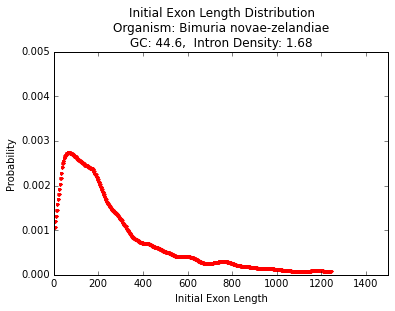 Initial Exon Length Distribution
Organism: Bimuria novae-zelandiae
GC: 44.6,  Intron Density: 1.68
0.005
0.004
0.003
0.002
0.001
0.000
Probability
0 200 400 600 800 1000 1200 1400
Initial Exon Length